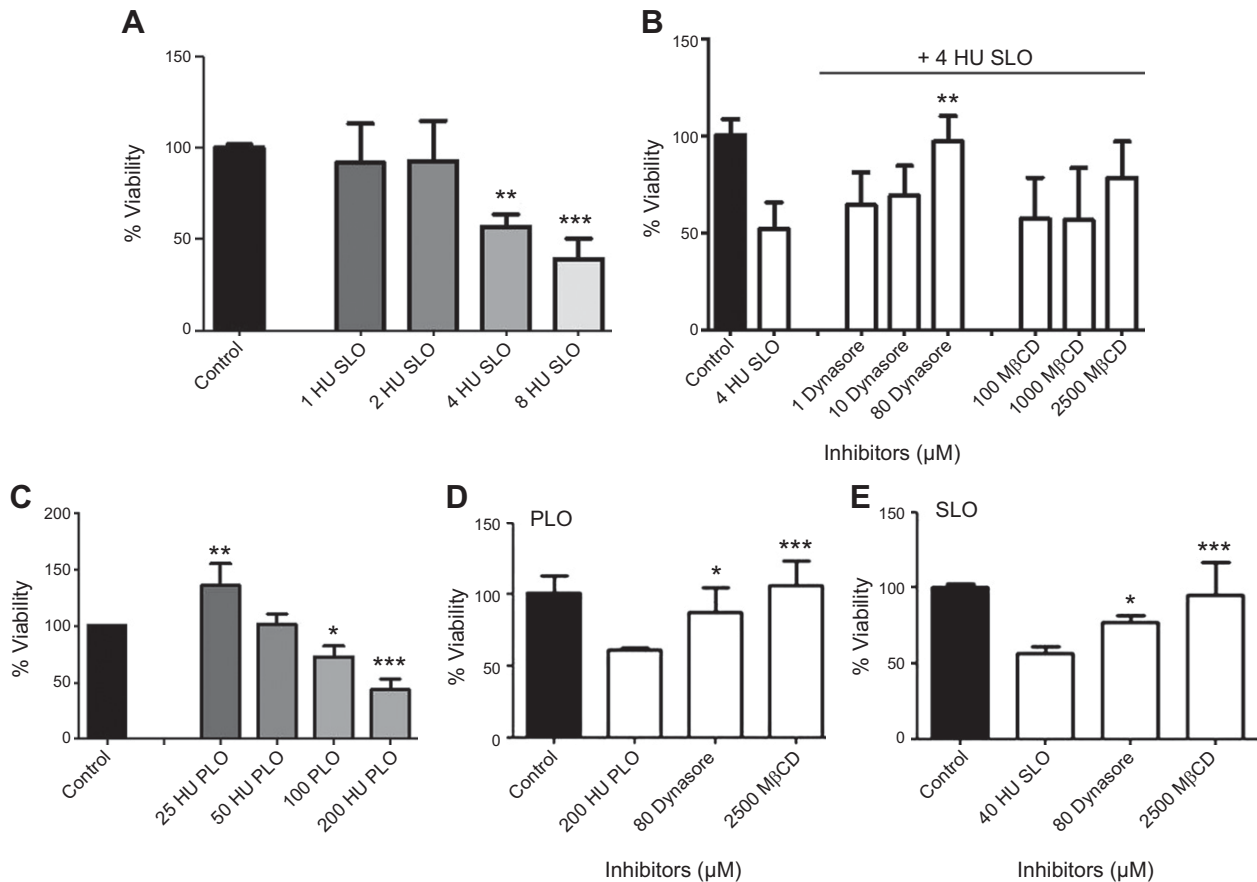 A
% Viability
150
100
50
0
**
***
Control
1 HU SLO
2 HU SLO
4 HU SLO
8 HU SLO
B
% Viability
150
100
50
0
+ 4 HU SLO
**
Control
4 HU SLO
1 Dynasore
10 Dynasore
80 Dynasore
100 MβCD
1000 MβCD
2500 MβCD
Inhibitors (µM)
C
% Viability
200
150
100
50
0
**
*
***
Control
25 HU PLO
50 HU PLO
100 PLO
200 HU PLO
D
PLO
% Viability
150
100
50
0
*
***
Control
200 HU PLO
80 Dynasore
2500 MβCD
Inhibitors (µM)
E
SLO
% Viability
150
100
50
0
*
***
Control
40 HU SLO
80 Dynasore
2500 MβCD
Inhibitors (µM)